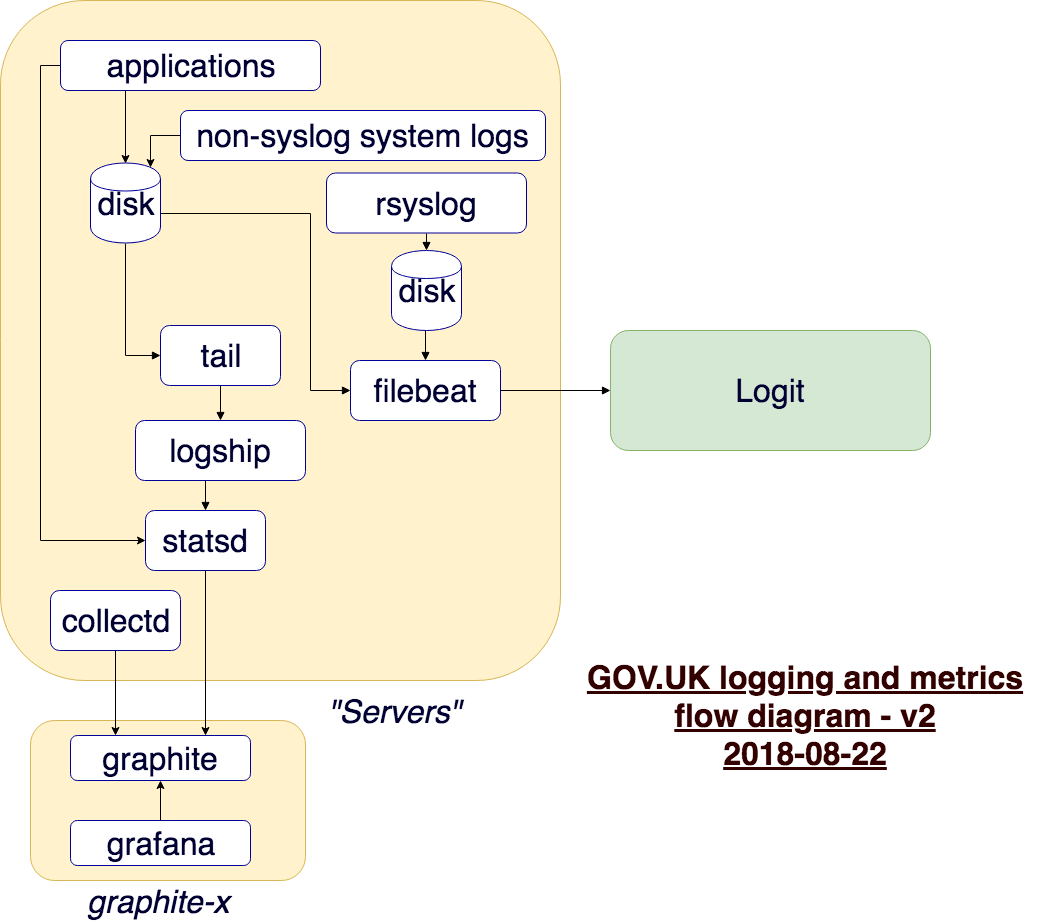 applications
non-syslog system logs
disk
rsyslog
disk
tail
filebeat
Logit
logship
statsd
collectd
GOV.UK logging and metrics
flow diagram - v2
2018-08-22
"Servers"
graphite
grafana
graphite-x